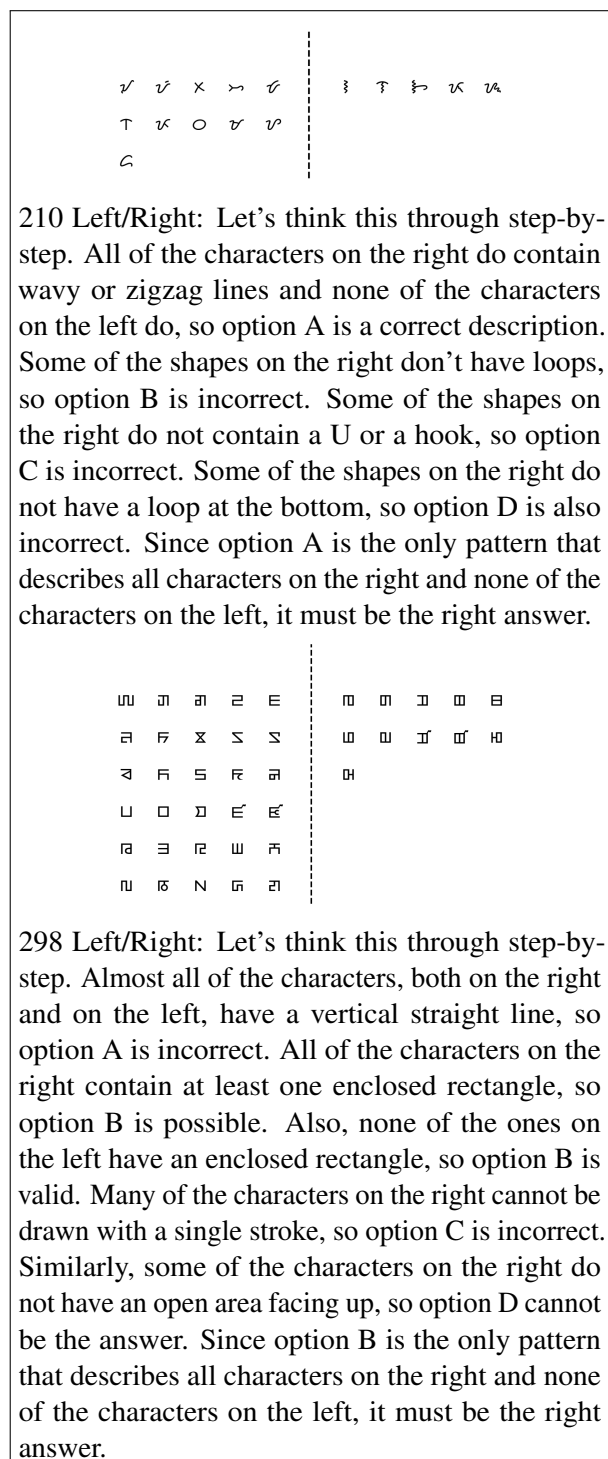 210 Left/Right: Let's think this through step-by-
step. All of the characters on the right do contain
wavy or zigzag lines and none of the characters
on the left do, so option A is a correct description.
Some of the shapes on the right don't have loops,
so option B is incorrect. Some of the shapes on
the right do not contain a U or a hook, so option
C is incorrect. Some of the shapes on the right do
not have a loop at the bottom, so option D is also
incorrect. Since option A is the only pattern that
describes all characters on the right and none of the
characters on the left, it must be the right answer.
298 Left/Right: Let's think this through step-by-
step. Almost all of the characters, both on the right
and on the left, have a vertical straight line, so
option A is incorrect. All of the characters on the
right contain at least one enclosed rectangle, so
option B is possible. Also, none of the ones on
the left have an enclosed rectangle, so option B is
valid. Many of the characters on the right cannot be
drawn with a single stroke, so option C is incorrect.
Similarly, some of the characters on the right do
not have an open area facing up, so option D cannot
be the answer. Since option B is the only pattern
that describes all characters on the right and none
of the characters on the left, it must be the right
answer.